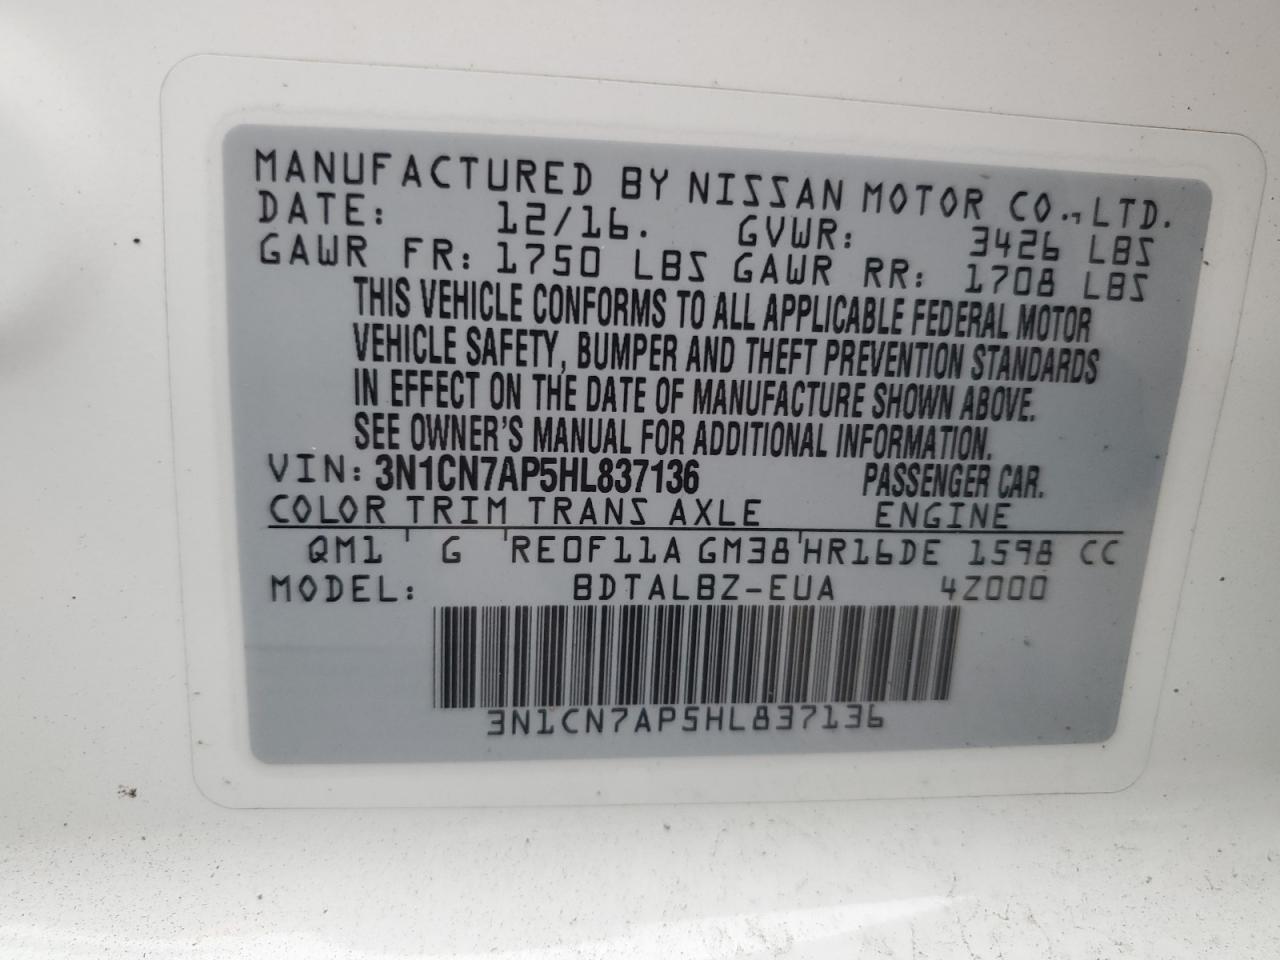 MANUFACTURED BY NISSAN MOTOR CO., LTD.
DATE: 12/16. GVWR: 3426 LBS
GAWR FR: 1750 LBS GAWR RR: 1708 LBS
THIS VEHICLE CONFORMS TO ALL APPLICABLE FEDERAL MOTOR
VEHICLE SAFETY, BUMPER AND THEFT PREVENTION STANDARDS
IN EFFECT ON THE DATE OF MANUFACTURE SHOWN ABOVE.
SEE OWNER'S MANUAL FOR ADDITIONAL INFORMATION.
VIN: 3N1CN7AP5HL837136 PASSENGER CAR.
COLOR TRIM TRANS AXLE ENGINE
QM1 G RE0F11A GM38 HR16DE 1598 CC
MODEL: BDTALBZ-EUA 4Z000
3N1CN7AP5HL837136